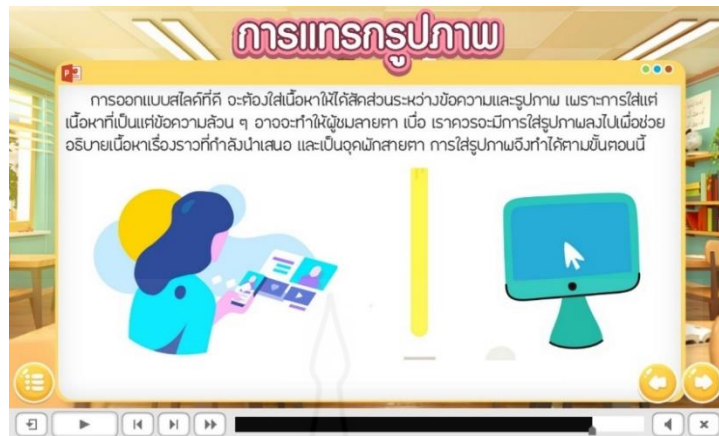 การแทรกรูปภาพ
การออกแบบสไลด์ที่ดี จะต้องใส่เนื้อหาให้ได้สัดส่วนระหว่างข้อความและรูปภาพ เพราะการใส่แต่
เนื้อหาที่เป็นแต่ข้อความล้วน ๆ อาจจะทำให้ผู้ชมลายตา เบื่อ เราควรจะมีการใส่รูปภาพลงไปเพื่อช่วย
อธิบายเนื้อหาเรื่องราวที่กำลังนำเสนอ และเป็นจุดพักสายตา การใส่รูปภาพจึงทำได้ตามขั้นตอนนี้